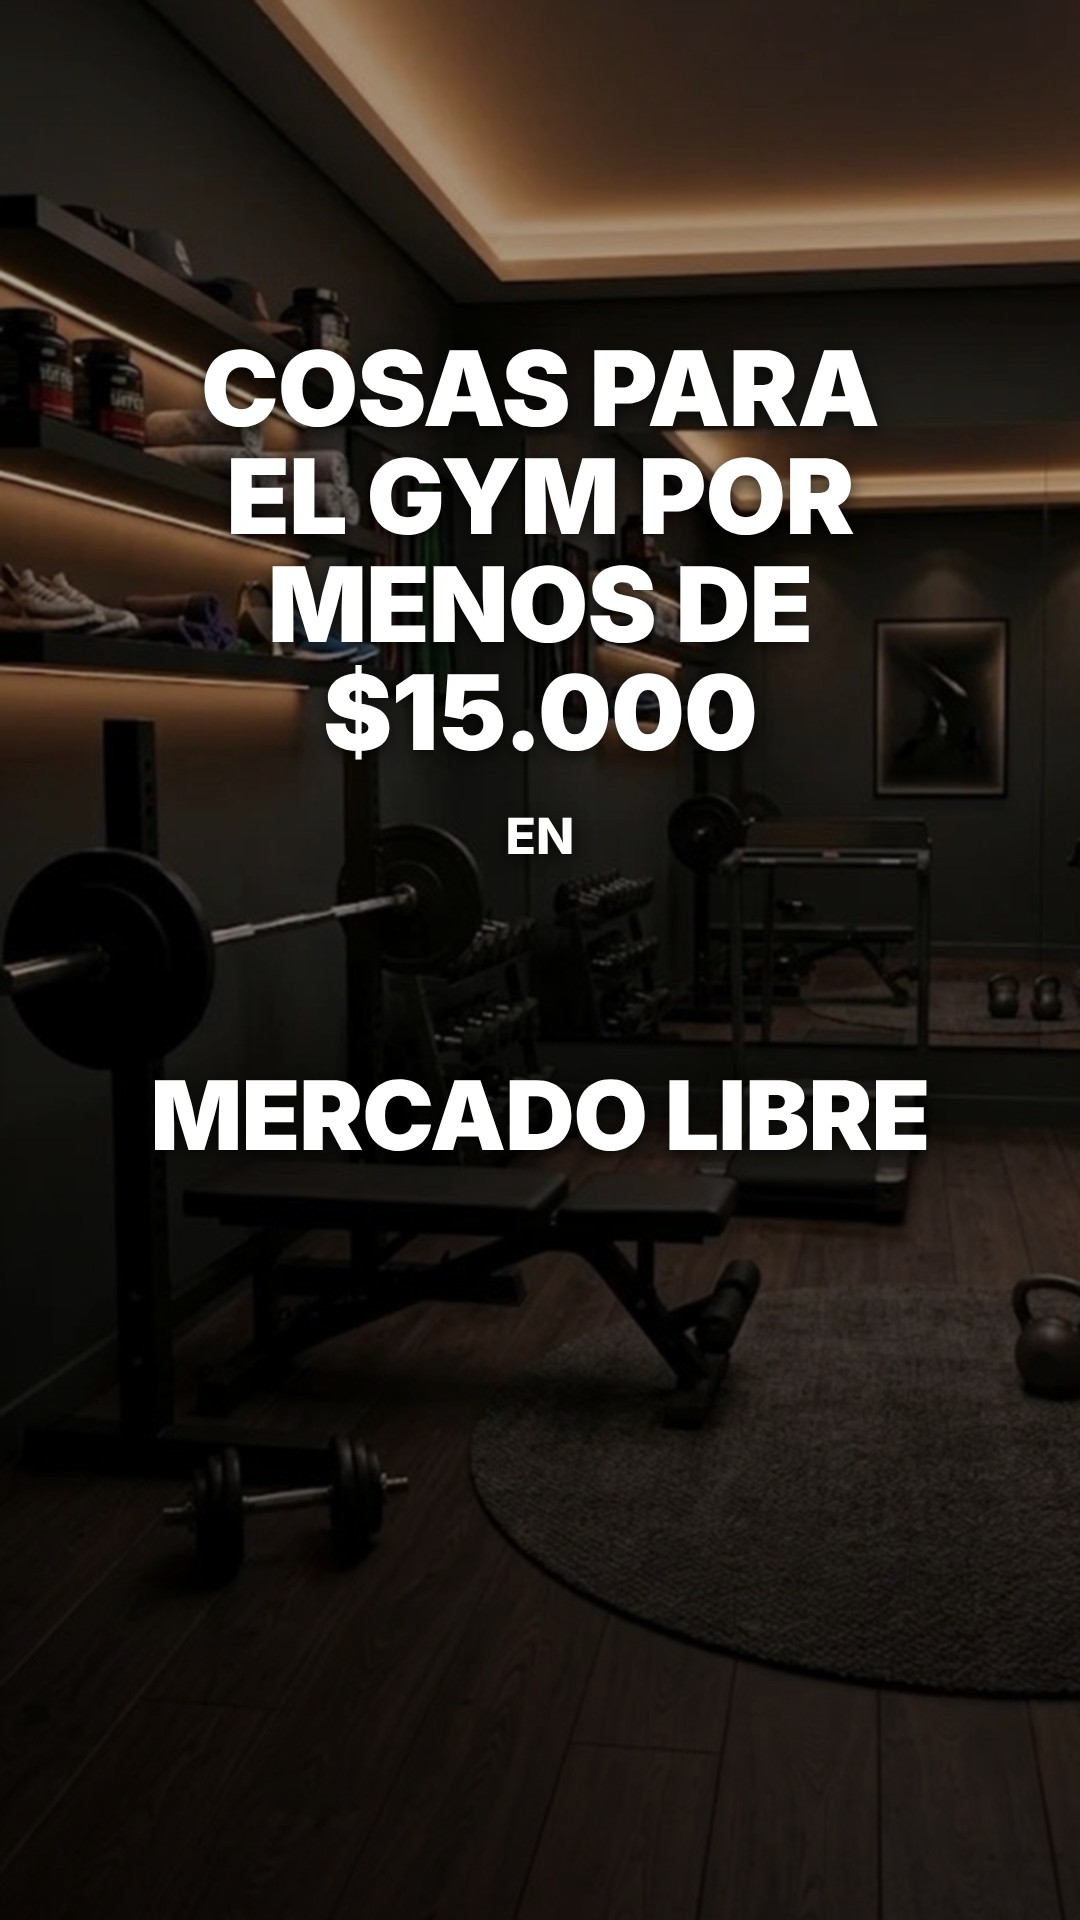 COSAS PARA
EL GYM POR
MENOS DE
$15.000
EN
MERCADO LIBRE